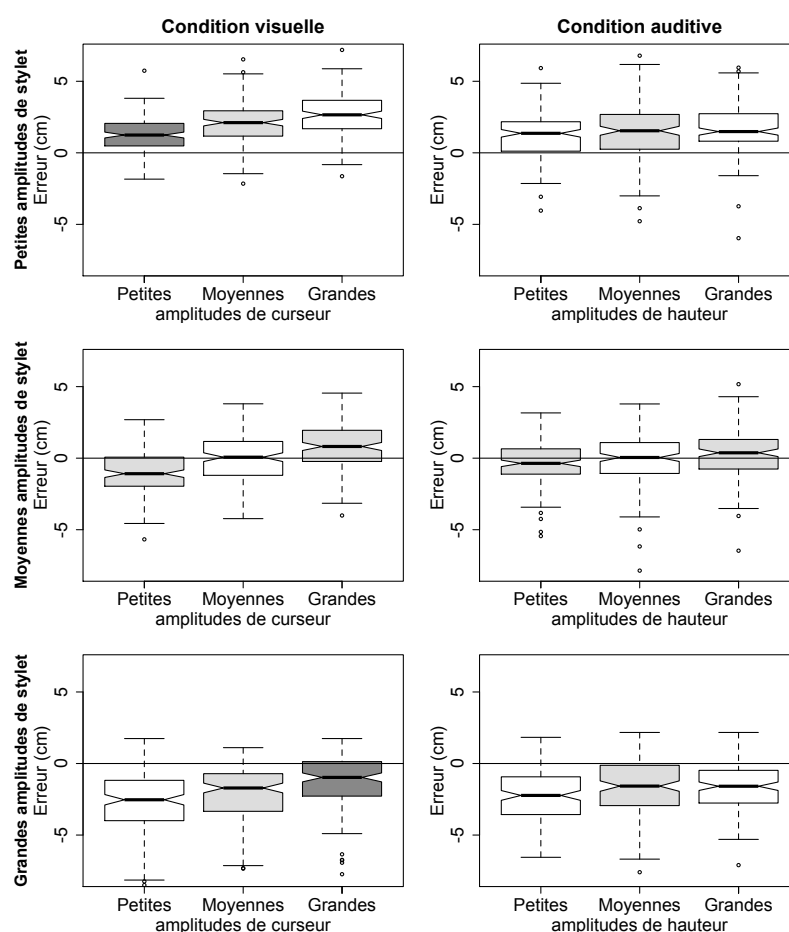 Condition visuelle
Condition auditive
Petites amplitudes de stylet
Erreur (cm)
5
0
-5
Petites Moyennes Grandes
amplitudes de curseur
Erreur (cm)
5
0
-5
Petites Moyennes Grandes
amplitudes de hauteur
Moyennes amplitudes de stylet
Erreur (cm)
5
0
-5
Petites Moyennes Grandes
amplitudes de curseur
Erreur (cm)
5
0
-5
Petites Moyennes Grandes
amplitudes de hauteur
Grandes amplitudes de stylet
Erreur (cm)
5
0
-5
Petites Moyennes Grandes
amplitudes de curseur
Erreur (cm)
5
0
-5
Petites Moyennes Grandes
amplitudes de hauteur